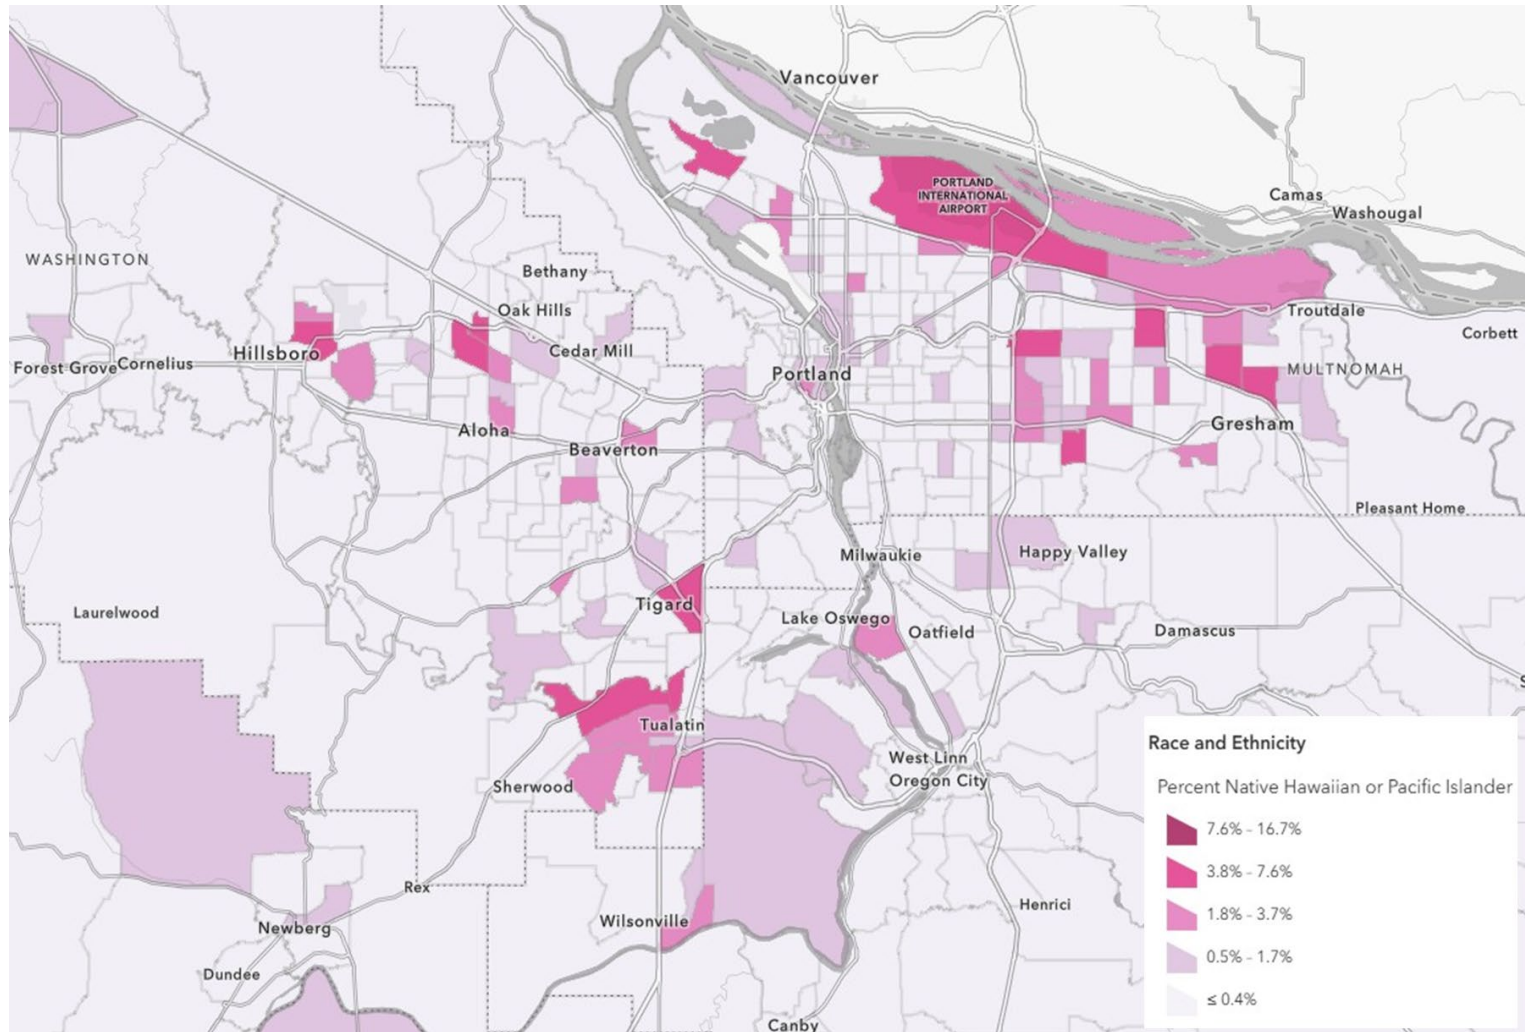 Vancouver
PORTLAND
INTERNATIONAL
AIRPORT
Camas
Washougal
WASHINGTON
Bethany
Oak Hills
Troutdale
Corbett
Hillsboro
Cedar Mill
Forest Grove
Cornelius
Portland
MULTNOMAH
Aloha
Beaverton
Gresham
Pleasant Home
Milwaukie
Happy Valley
Laurelwood
Tigard
Lake Oswego
Oatfield
Damascus
S
Tualatin
Sherwood
West Linn
Oregon City
Rex
Wilsonville
Henrici
Newberg
Dundee
Canby
Race and Ethnicity
Percent Native Hawaiian or Pacific Islander
7.6% - 16.7%
3.8% - 7.6%
1.8% - 3.7%
0.5% - 1.7%
≤ 0.4%